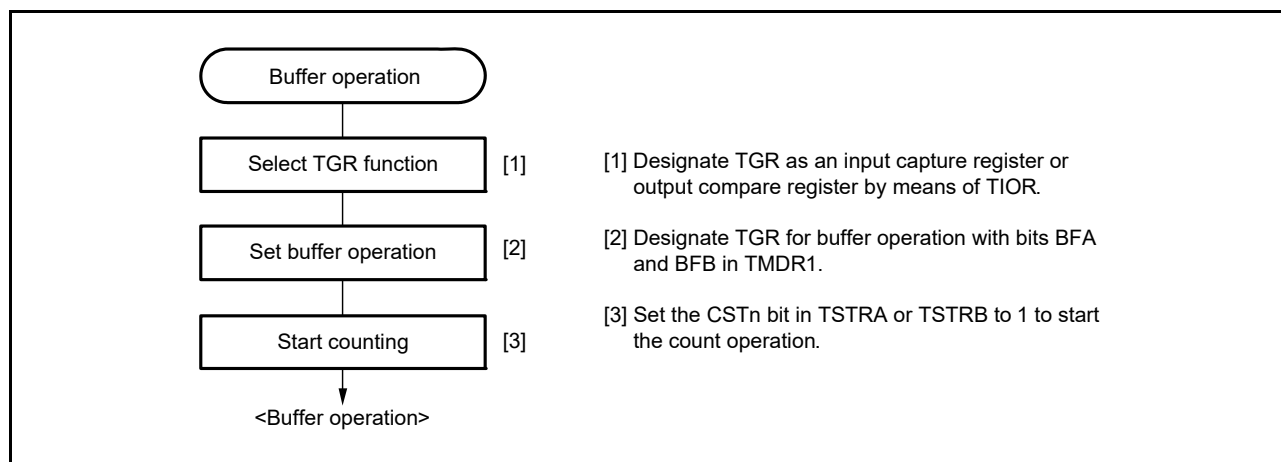 Buffer operation
Select TGR function
[1]
[1] Designate TGR as an input capture register or
output compare register by means of TIOR.
Set buffer operation
[2]
[2] Designate TGR for buffer operation with bits BFA
and BFB in TMDR1.
Start counting
[3]
[3] Set the CSTn bit in TSTRA or TSTRB to 1 to start
the count operation.
<Buffer operation>